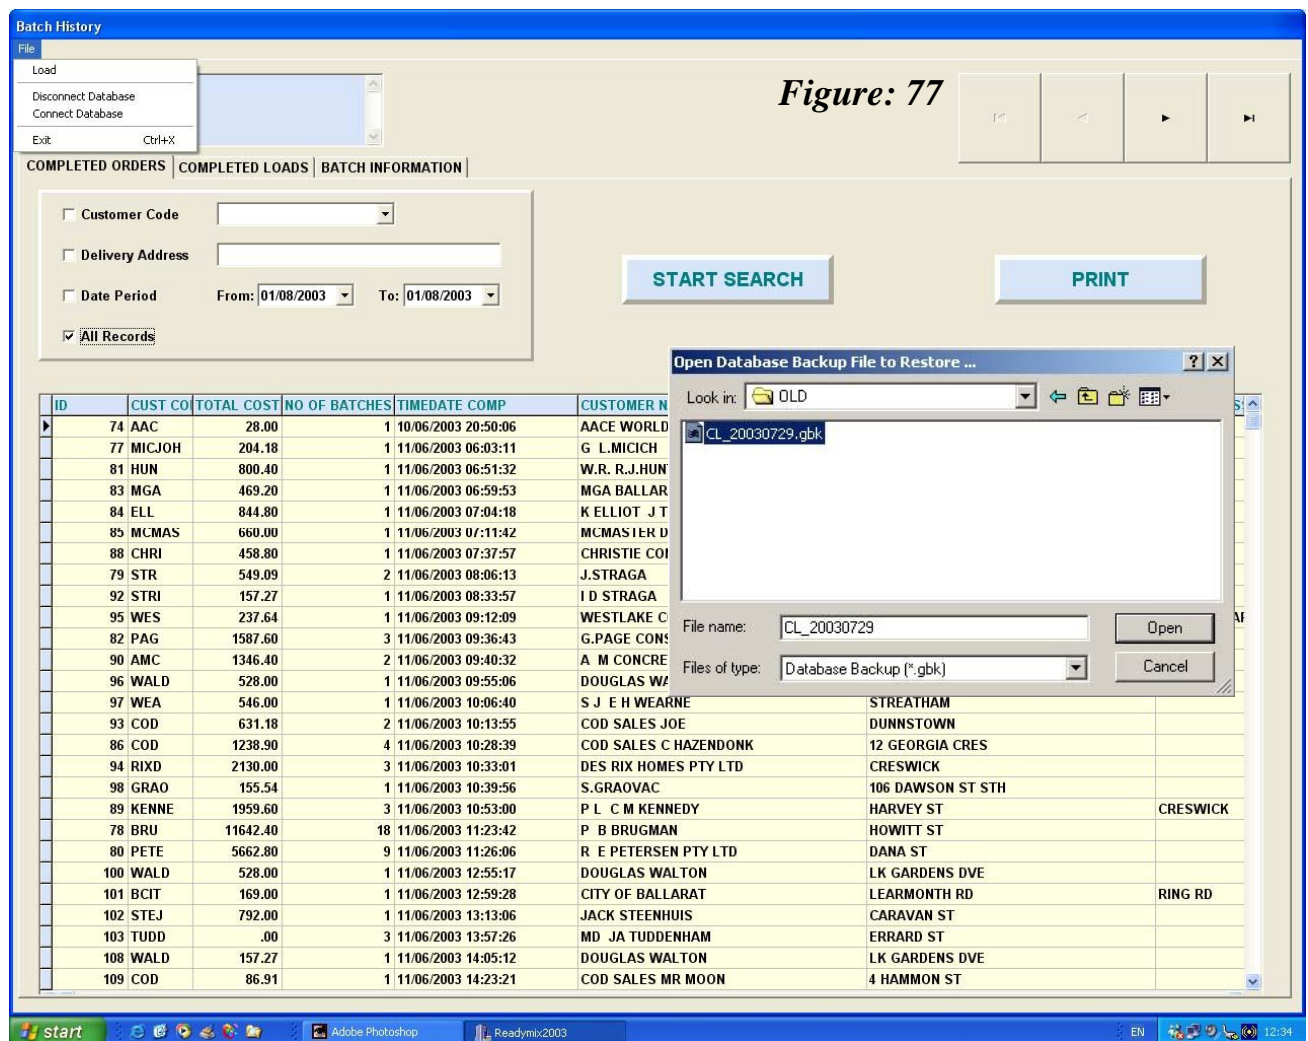 Batch History
File
Load
Disconnect Database
Connect Database
Exit Ctrl+X
Figure: 77
COMPLETED ORDERS COMPLETED LOADS BATCH INFORMATION
Customer Code
Delivery Address
Date Period From: 01/08/2003 To: 01/08/2003
All Records
START SEARCH PRINT
Open Database Backup File to Restore ...
Look in: OLD
CL_20030729.gbk
File name: CL_20030729 Open
Files of type: Database Backup (*.gbk) Cancel
ID CUST CO TOTAL COST NO OF BATCHES TIMEDATE COMP CUSTOMER N
74 AAC 28.00 1 10/06/2003 20:50:06 AACE WORLD
77 MICJOH 204.18 1 11/06/2003 06:03:11 G L.MICICH
81 HUN 800.40 1 11/06/2003 06:51:32 W.R. R.J.HUN
83 MGA 469.20 1 11/06/2003 06:59:53 MGA BALLAR
84 ELL 844.80 1 11/06/2003 07:04:18 K ELLIOT J T
85 MCMAS 660.00 1 11/06/2003 07:11:42 MCMASTER D
88 CHRI 458.80 1 11/06/2003 07:37:57 CHRISTIE CO
79 STR 549.09 2 11/06/2003 08:06:13 J.STRAGA
92 STRI 157.27 1 11/06/2003 08:33:57 I D STRAGA
95 WES 237.64 1 11/06/2003 09:12:09 WESTLAKE C
82 PAG 1587.60 3 11/06/2003 09:36:43 G.PAGE CONS
90 AMC 1346.40 2 11/06/2003 09:40:32 A M CONCRE
96 WALD 528.00 1 11/06/2003 09:55:06 DOUGLAS WA
97 WEA 546.00 1 11/06/2003 10:06:40 S J E H WEARNE STREATHAM
93 COD 631.18 2 11/06/2003 10:13:55 COD SALES JOE DUNNSTOWN
86 COD 1238.90 4 11/06/2003 10:28:39 COD SALES C HAZENDONK 12 GEORGIA CRES
94 RIXD 2130.00 3 11/06/2003 10:33:01 DES RIX HOMES PTY LTD CRESWICK
98 GRAO 155.54 1 11/06/2003 10:39:56 S.GRAOVAC 106 DAWSON ST STH
89 KENNE 1959.60 3 11/06/2003 10:53:00 P L C M KENNEDY HARVEY ST CRESWICK
78 BRU 11642.40 18 11/06/2003 11:23:42 P B BRUGMAN HOWITT ST
80 PETE 5662.80 9 11/06/2003 11:26:06 R E PETERSEN PTY LTD DANA ST
100 WALD 528.00 1 11/06/2003 12:55:17 DOUGLAS WALTON LK GARDENS DVE
101 BCIT 169.00 1 11/06/2003 12:59:28 CITY OF BALLARAT LEARMONTH RD RING RD
102 STEJ 792.00 1 11/06/2003 13:13:06 JACK STEENHUIS CARAVAN ST
103 TUDD .00 3 11/06/2003 13:57:26 MD JA TUDDENHAM ERRARD ST
108 WALD 157.27 1 11/06/2003 14:05:12 DOUGLAS WALTON LK GARDENS DVE
109 COD 86.91 1 11/06/2003 14:23:21 COD SALES MR MOON 4 HAMMON ST
start Adobe Photoshop Readymix2003 EN 12:34